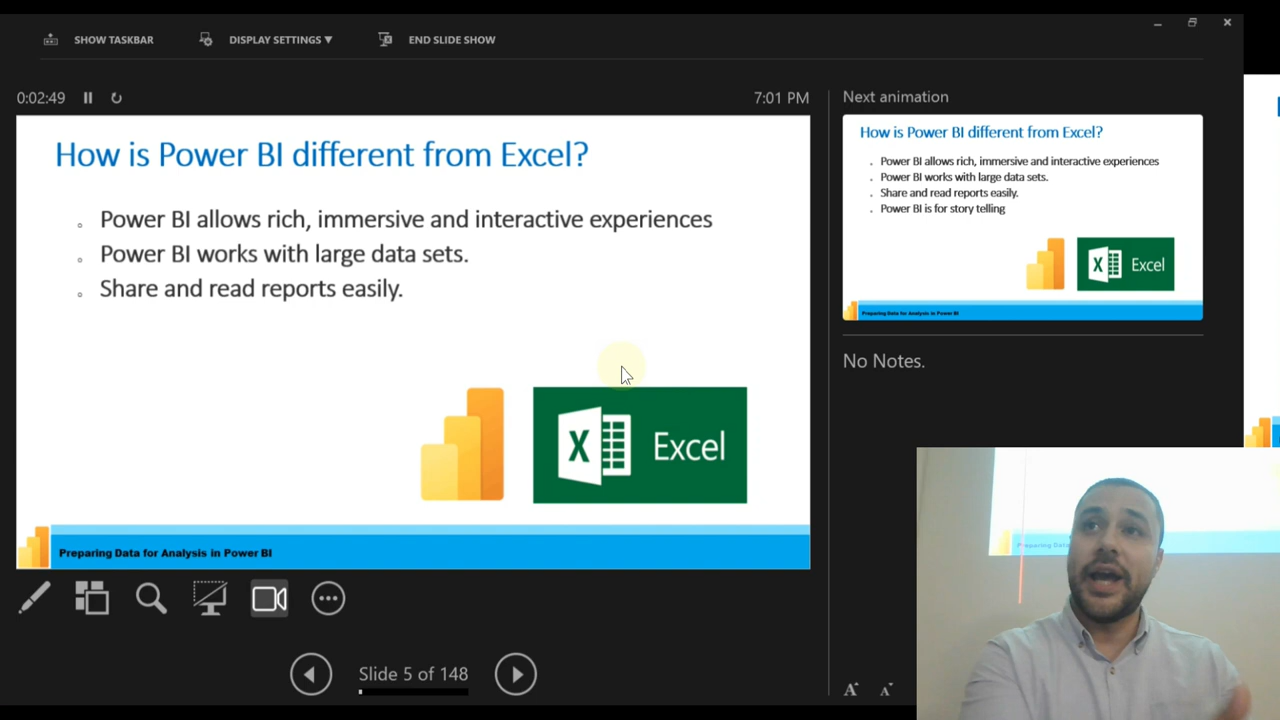 SHOW TASKBAR
DISPLAY SETTINGS ▼
END SLIDE SHOW
0:02:49
7:01 PM
How is Power BI different from Excel?
Power BI allows rich, immersive and interactive experiences
Power BI works with large data sets.
Share and read reports easily.
X
Excel
Preparing Data for Analysis in Power BI
Slide 5 of 148
Next animation
How is Power BI different from Excel?
Power BI allows rich, immersive and interactive experiences
Power BI works with large data sets.
Share and read reports easily.
Power BI is for story telling
X
Excel
Preparing Data for Analysis in Power BI
No Notes.
A
A